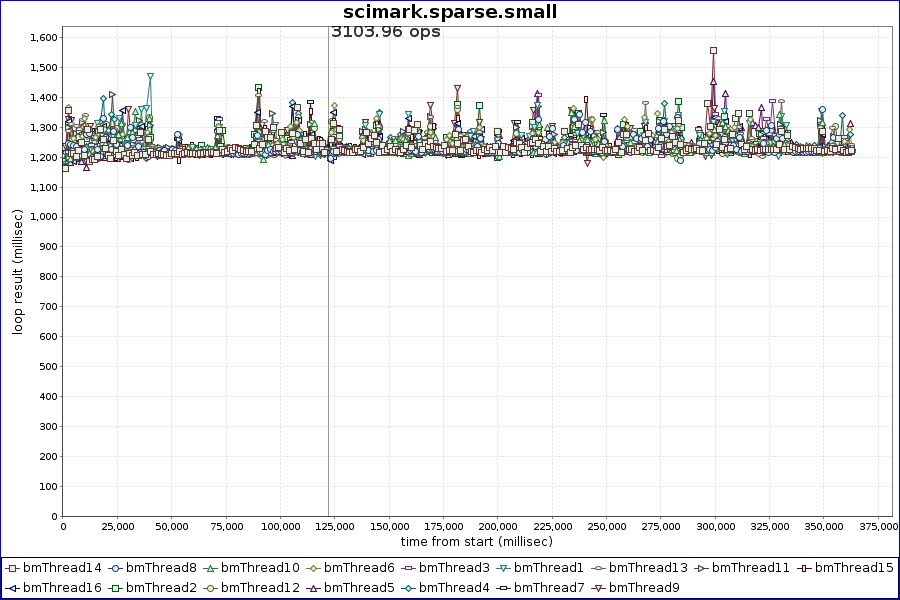 scimark.sparse.small
3103.96 ops
1,600
1,500
1,400
1,300
1,200
1,100
1,000
900
800
700
600
500
400
300
200
100
0
loop result (millisec)
0 25,000 50,000 75,000 100,000 125,000 150,000 175,000 200,000 225,000 250,000 275,000 300,000 325,000 350,000 375,000
time from start (millisec)
bmThread14 bmThread8 bmThread10 bmThread6 bmThread3 bmThread1 bmThread13 bmThread11 bmThread15
bmThread16 bmThread2 bmThread12 bmThread5 bmThread4 bmThread7 bmThread9